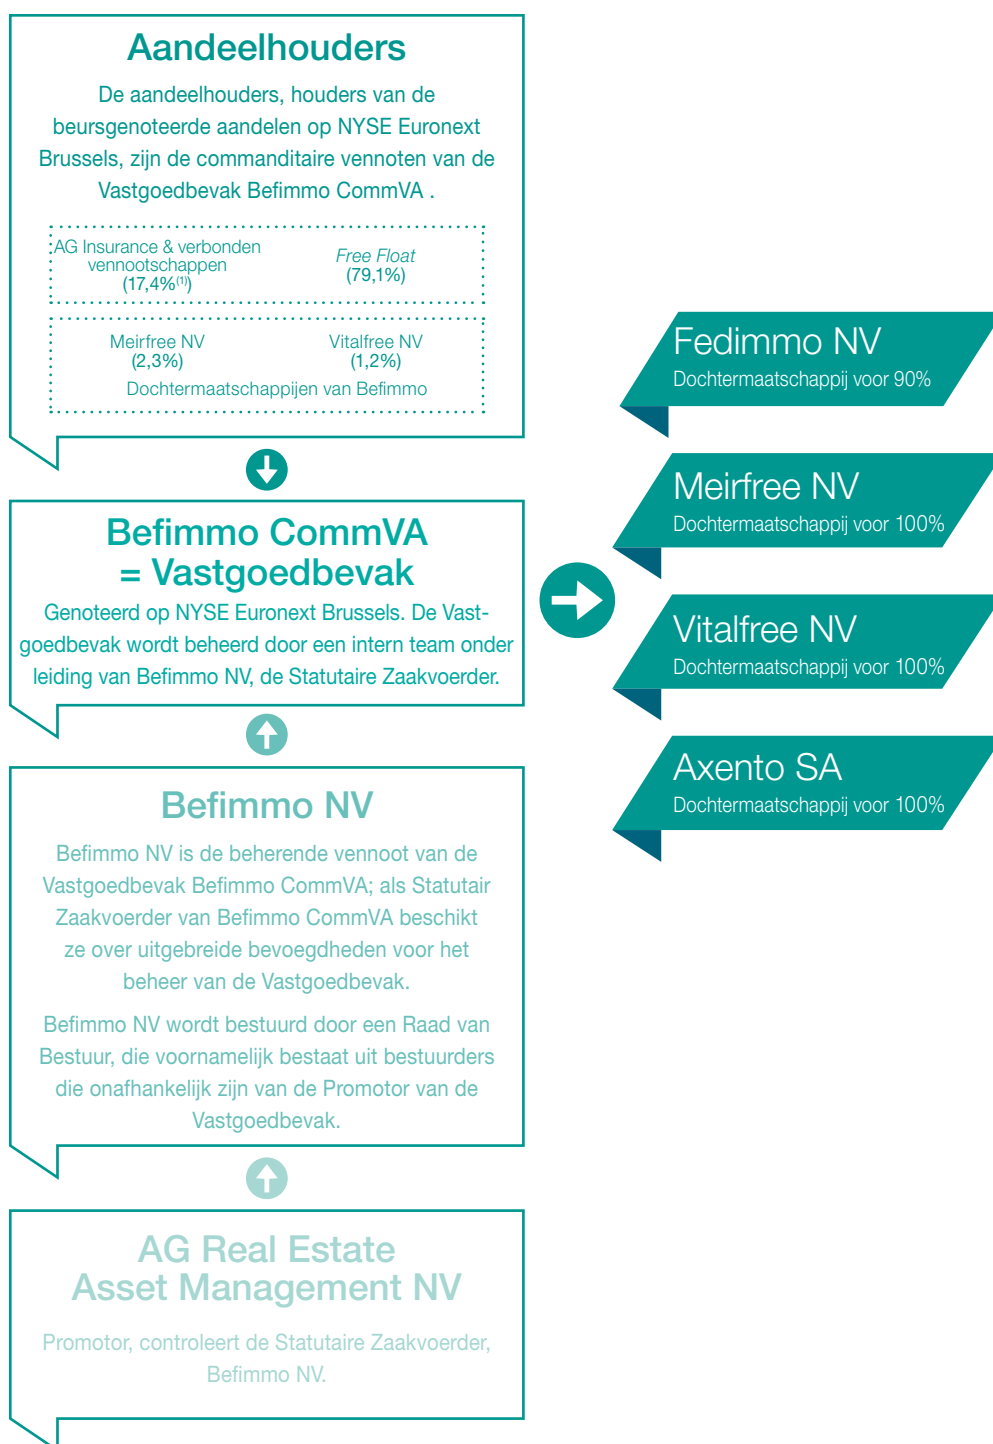 Aandeelhouders
De aandeelhouders, houders van de
beursgenoteerde aandelen op NYSE Euronext
Brussels, zijn de commanditaire vennoten van de
Vastgoedbevak Befimmo CommVA .
AG Insurance & verbonden
vennootschappen
(17,4%(1))
Free Float
(79,1%)
Meirfree NV
(2,3%)
Vitalfree NV
(1,2%)
Dochtermaatschappijen van Befimmo
Befimmo CommVA
= Vastgoedbevak
Genoteerd op NYSE Euronext Brussels. De Vast-
goedbevak wordt beheerd door een intern team onder
leiding van Befimmo NV, de Statutaire Zaakvoerder.
Befimmo NV
Befimmo NV is de beherende vennoot van de
Vastgoedbevak Befimmo CommVA; als Statutair
Zaakvoerder van Befimmo CommVA beschikt
ze over uitgebreide bevoegdheden voor het
beheer van de Vastgoedbevak.
Befimmo NV wordt bestuurd door een Raad van
Bestuur, die voornamelijk bestaat uit bestuurders
die onafhankelijk zijn van de Promotor van de
Vastgoedbevak.
AG Real Estate
Asset Management NV
Promotor, controleert de Statutaire Zaakvoerder,
Befimmo NV.
Fedimmo NV
Dochtermaatschappij voor 90%
Meirfree NV
Dochtermaatschappij voor 100%
Vitalfree NV
Dochtermaatschappij voor 100%
Axento SA
Dochtermaatschappij voor 100%